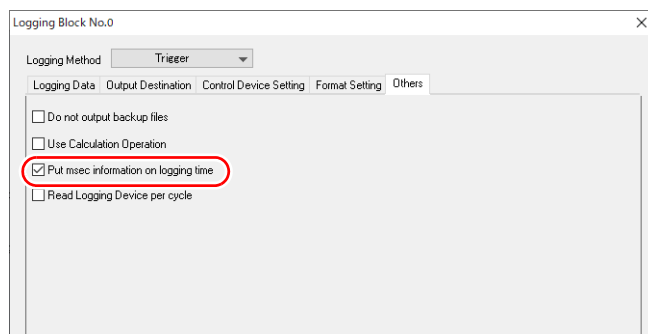 Logging Block No.0
Logging Method Trigger
Logging Data Output Destination Control Device Setting Format Setting Others
Do not output backup files
Use Calculation Operation
Put msec information on logging time
Read Logging Device per cycle